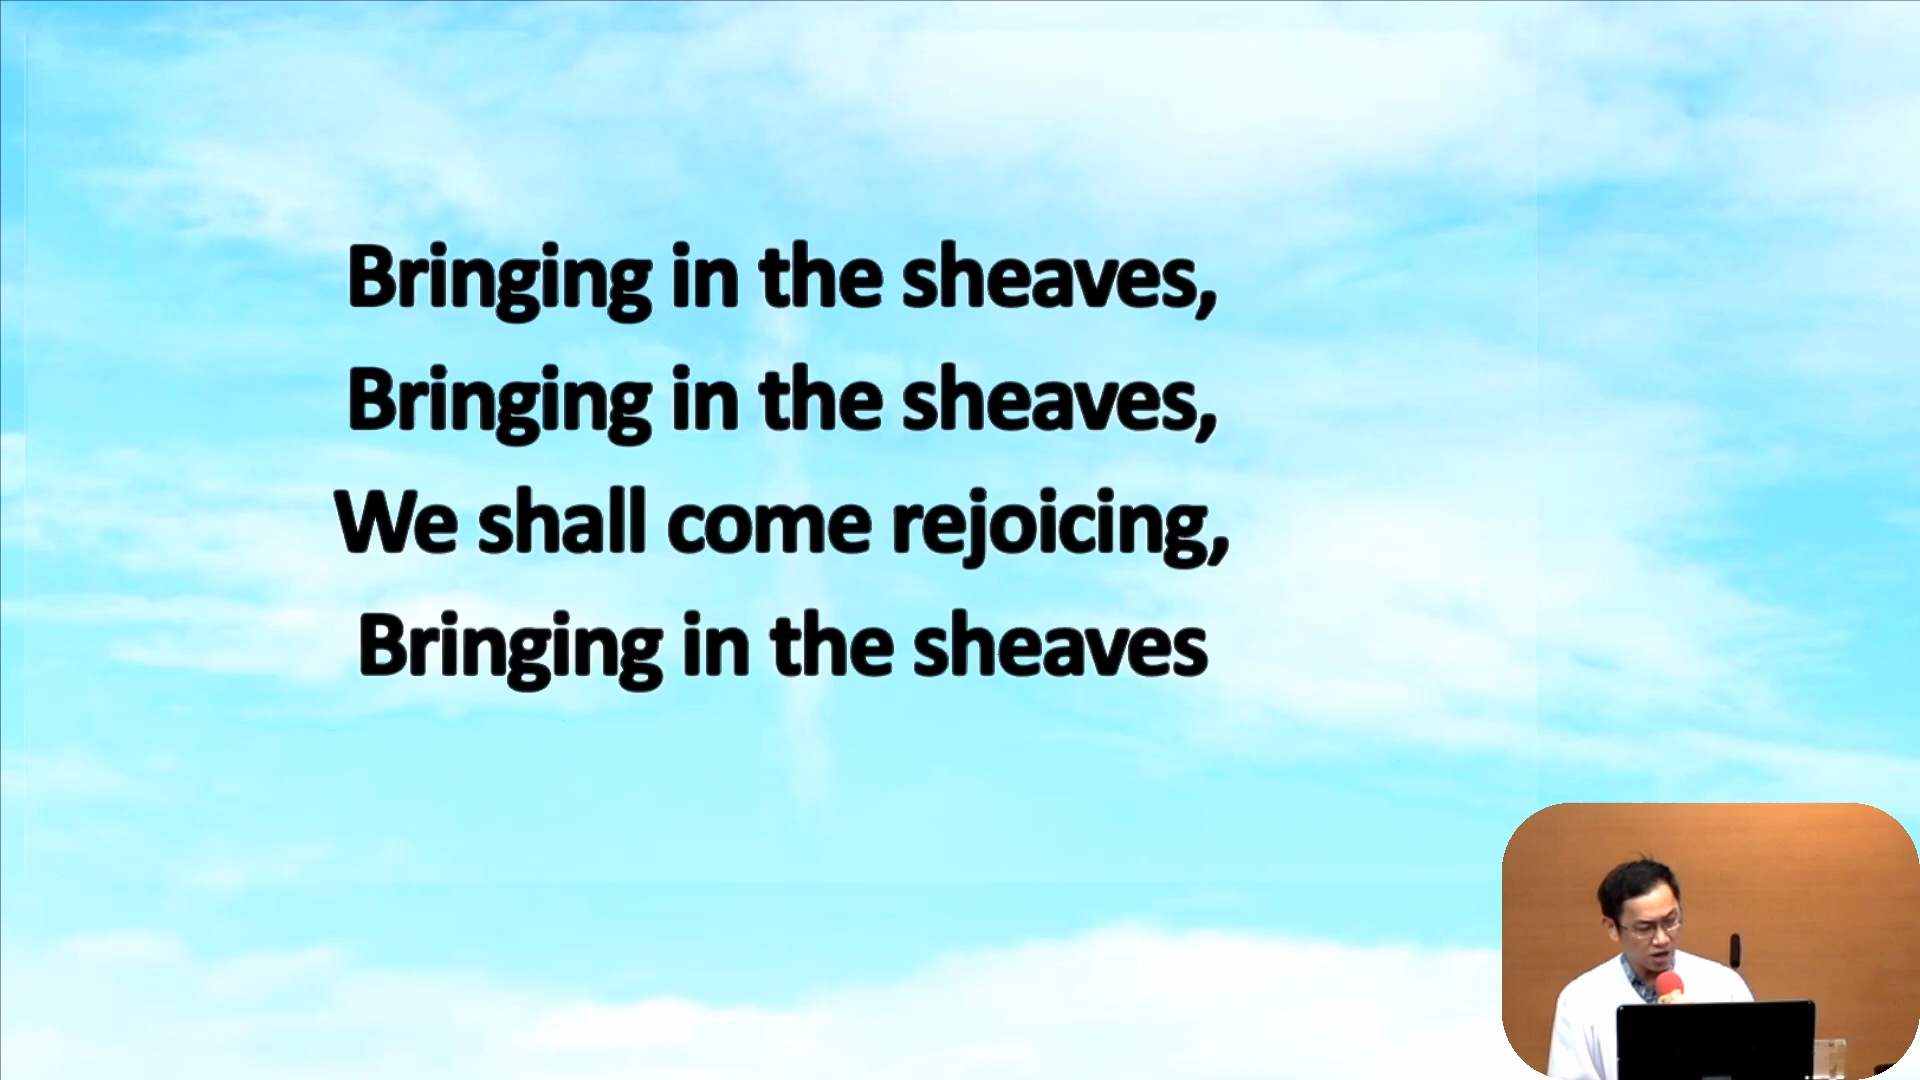 Bringing in the sheaves,
Bringing in the sheaves,
We shall come rejoicing,
Bringing in the sheaves